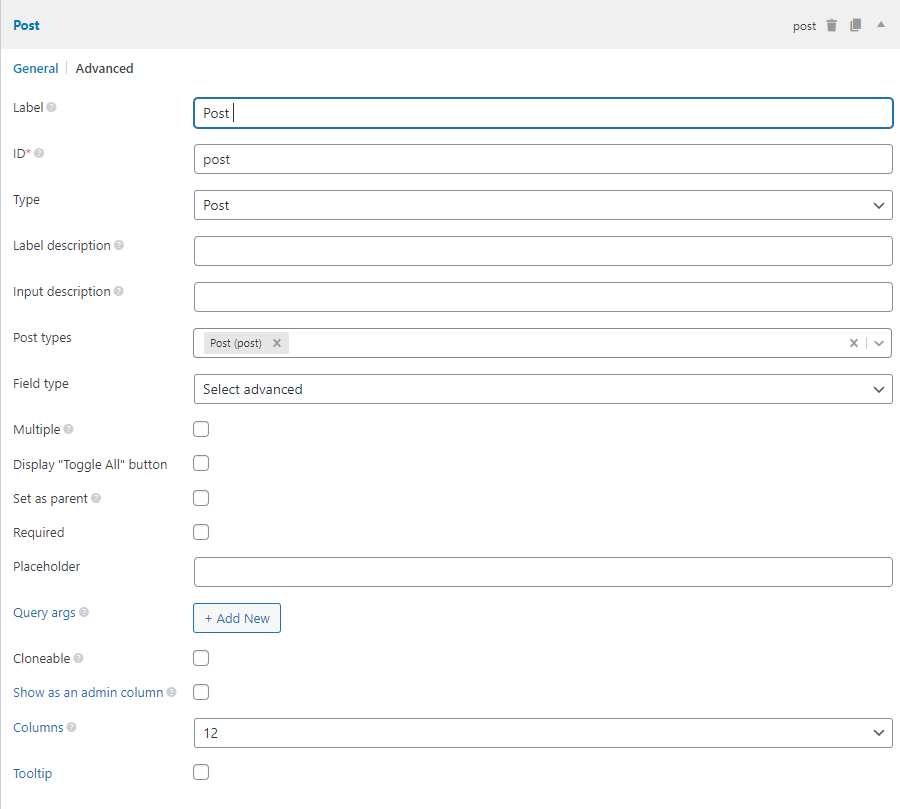 Post post
General Advanced
Label Post
ID* post
Type Post
Label description
Input description
Post types Post (post)
Field type Select advanced
Multiple
Display "Toggle All" button
Set as parent
Required
Placeholder
Query args + Add New
Cloneable
Show as an admin column
Columns 12
Tooltip